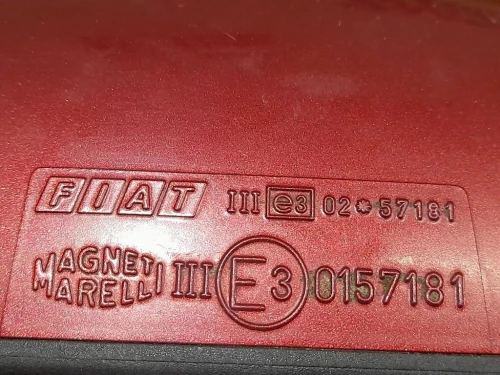 FIAT III e3 02*57181
MAGNETI MARELLI III E3 0157181